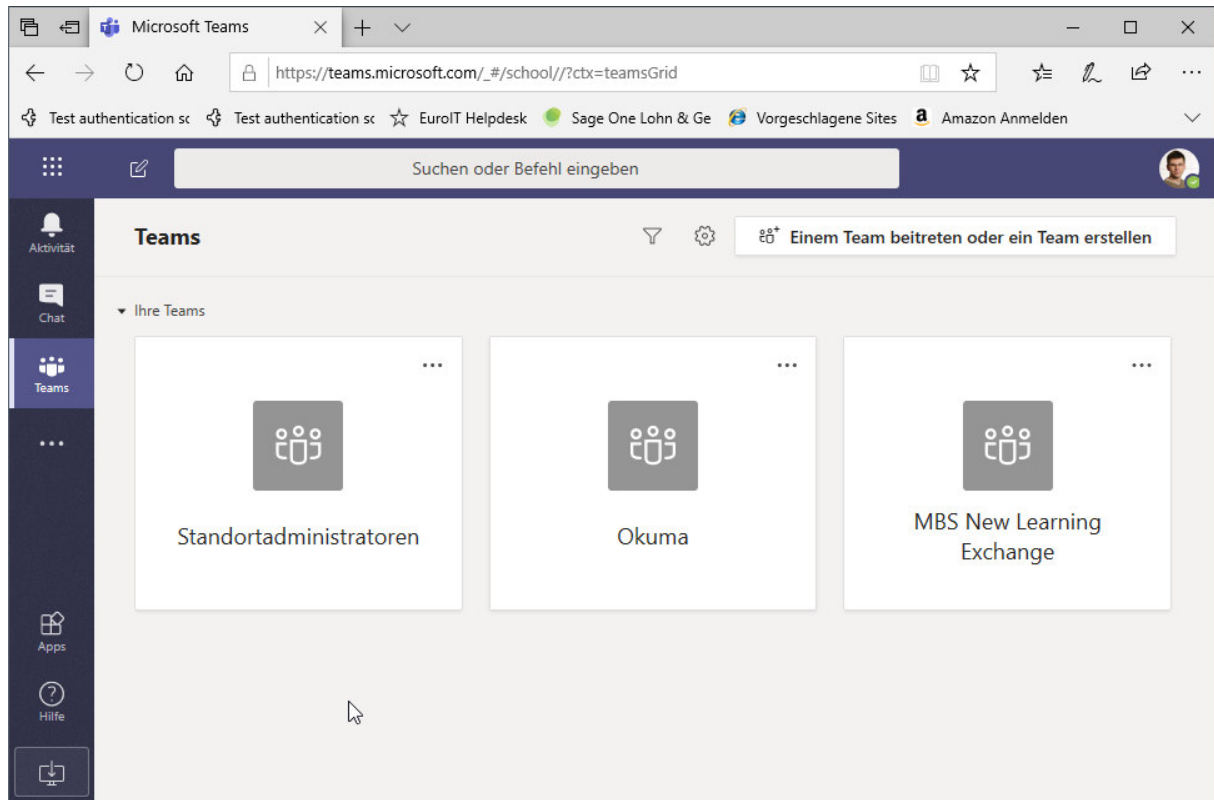 Microsoft Teams
https://teams.microsoft.com/_#/school//?ctx=teamsGrid
Test authentication sc Test authentication sc EuroIT Helpdesk Sage One Lohn & Ge Vorgeschlagene Sites Amazon Anmelden
Suchen oder Befehl eingeben
Aktivität
Chat
Teams
Apps
Hilfe
Teams
Einem Team beitreten oder ein Team erstellen
Ihre Teams
Standortadministratoren
Okuma
MBS New Learning
Exchange